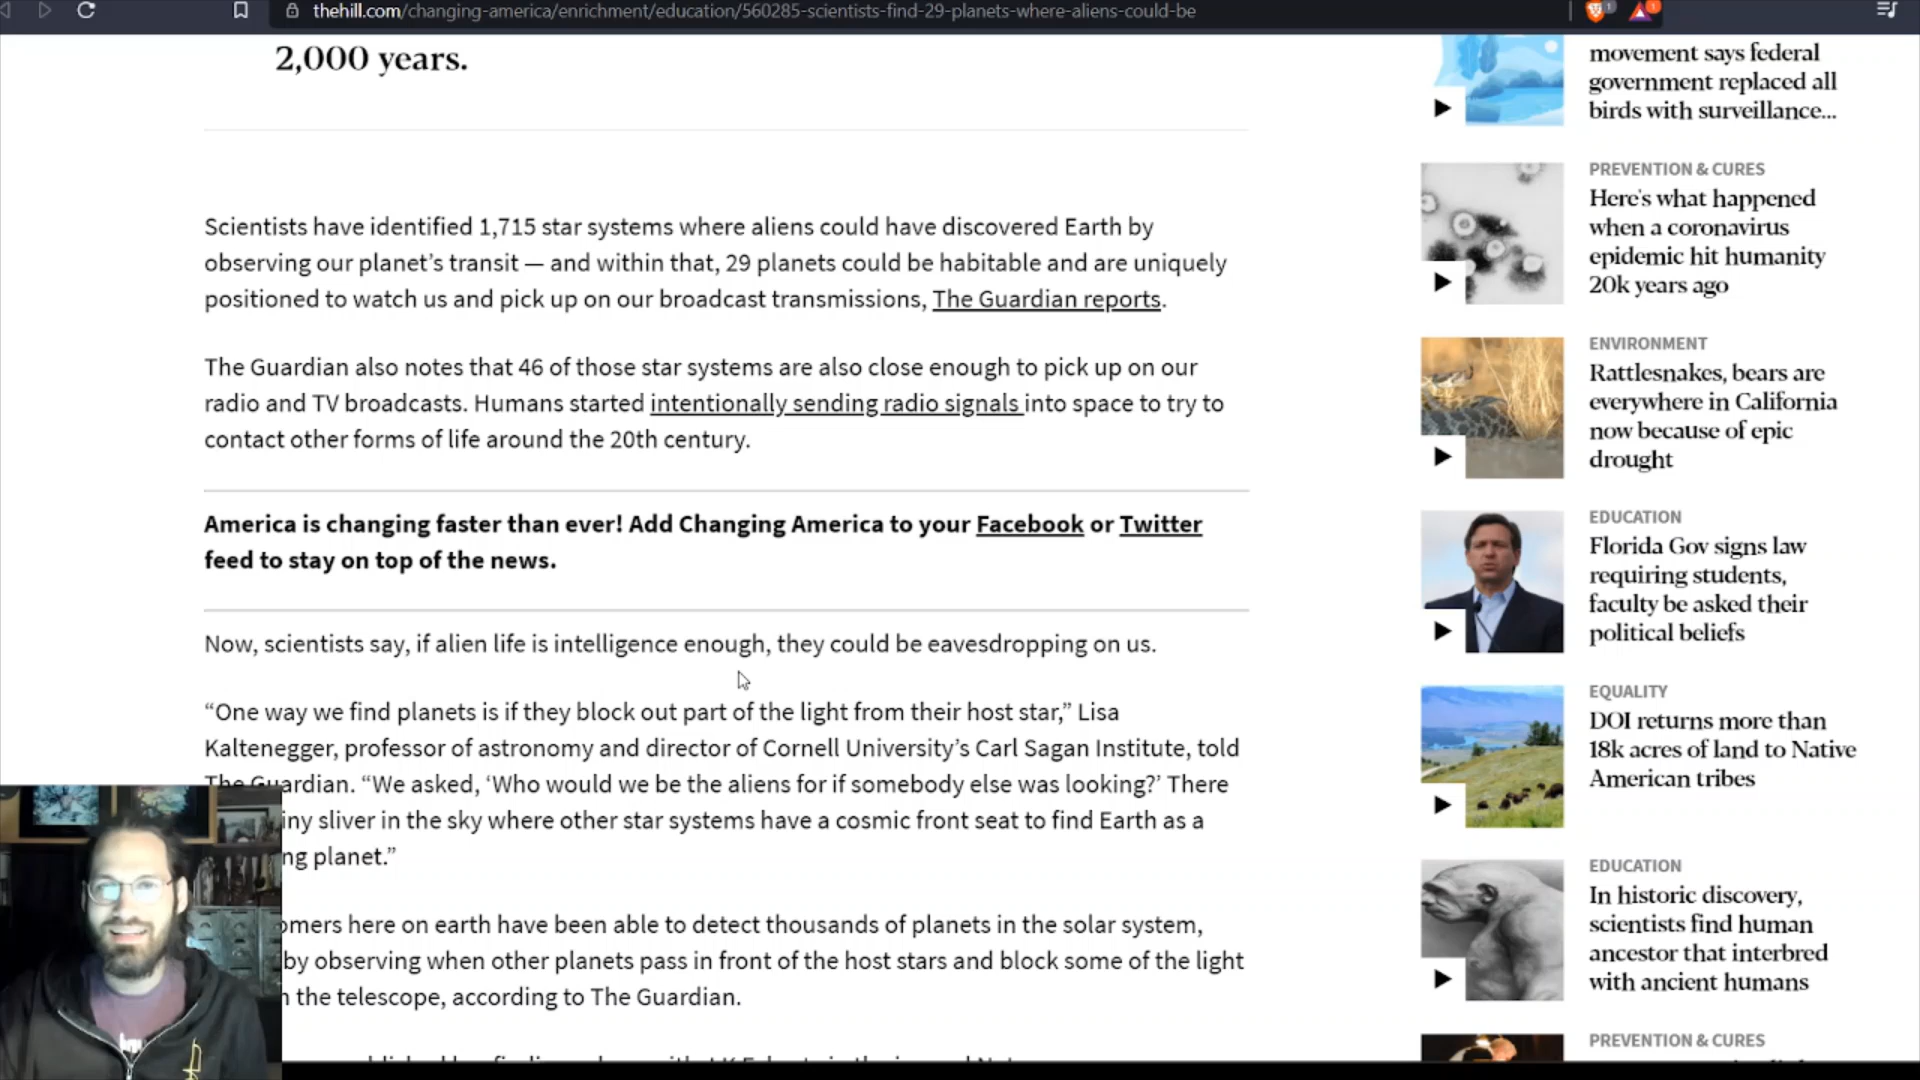 thehill.com/changing-america/enrichment/education/560285-scientists-find-29-planets-where-aliens-could-be
2,000 years.
Scientists have identified 1,715 star systems where aliens could have discovered Earth by
observing our planet’s transit — and within that, 29 planets could be habitable and are uniquely
positioned to watch us and pick up on our broadcast transmissions, The Guardian reports.
The Guardian also notes that 46 of those star systems are also close enough to pick up on our
radio and TV broadcasts. Humans started intentionally sending radio signals into space to try to
contact other forms of life around the 20th century.
America is changing faster than ever! Add Changing America to your Facebook or Twitter
feed to stay on top of the news.
Now, scientists say, if alien life is intelligence enough, they could be eavesdropping on us.
“One way we find planets is if they block out part of the light from their host star,” Lisa
Kaltenegger, professor of astronomy and director of Cornell University’s Carl Sagan Institute, told
The Guardian. “We asked, ‘Who would we be the aliens for if somebody else was looking?’ There
iny sliver in the sky where other star systems have a cosmic front seat to find Earth as a
ng planet.”
omers here on earth have been able to detect thousands of planets in the solar system,
by observing when other planets pass in front of the host stars and block some of the light
the telescope, according to The Guardian.
movement says federal
government replaced all
birds with surveillance...
PREVENTION & CURES
Here's what happened
when a coronavirus
epidemic hit humanity
20k years ago
ENVIRONMENT
Rattlesnakes, bears are
everywhere in California
now because of epic
drought
EDUCATION
Florida Gov signs law
requiring students,
faculty be asked their
political beliefs
EQUALITY
DOI returns more than
18k acres of land to Native
American tribes
EDUCATION
In historic discovery,
scientists find human
ancestor that interbred
with ancient humans
PREVENTION & CURES